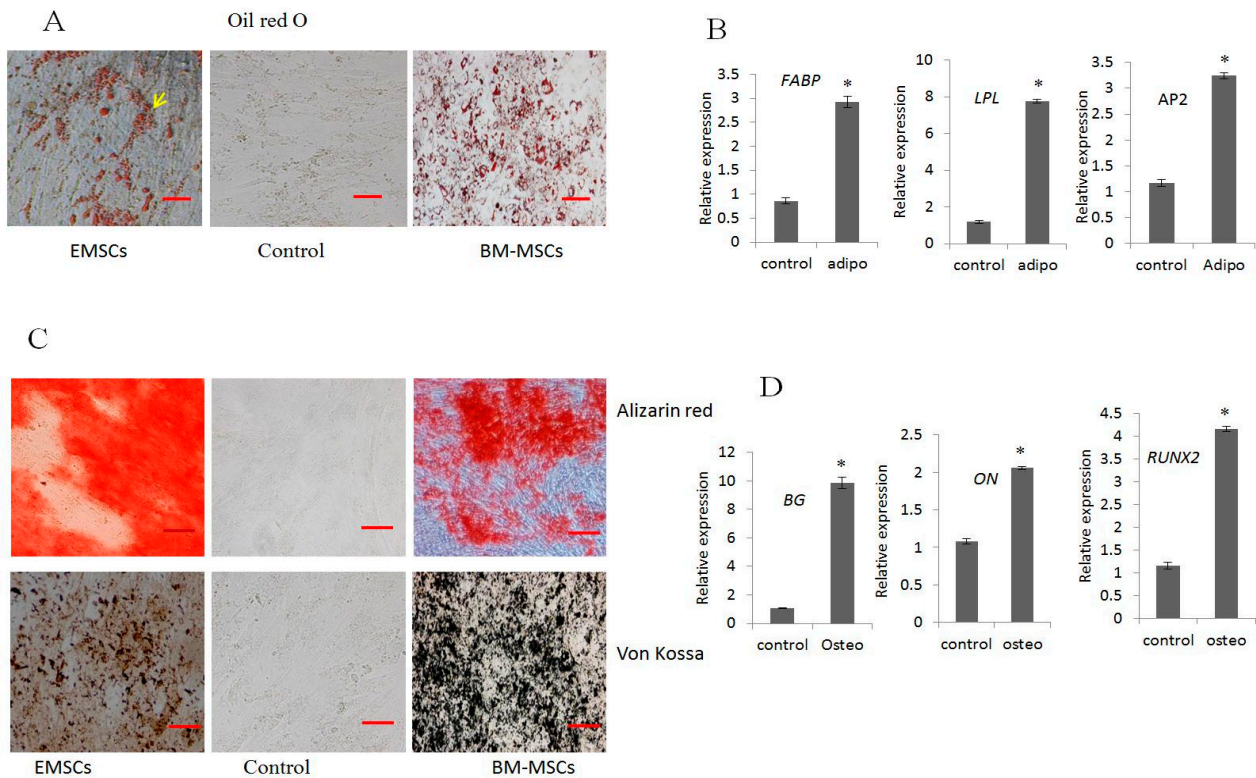 A
Oil red O
EMSCs
Control
BM-MSCs
B
Relative expression
3.5
3
2.5
2
1.5
1
0.5
0
FABP
*
control adipo
Relative expression
10
8
6
4
2
0
LPL
*
control adipo
Relative expression
3.5
3
2.5
2
1.5
1
0.5
0
AP2
*
control Adipo
C
Alizarin red
Von Kossa
EMSCs
Control
BM-MSCs
D
Relative expression
12
10
8
6
4
2
0
BG
*
control Osteo
Relative expression
2.5
2
1.5
1
0.5
0
ON
*
control osteo
Relative expression
4.5
4
3.5
3
2.5
2
1.5
1
0.5
0
RUNX2
*
control osteo